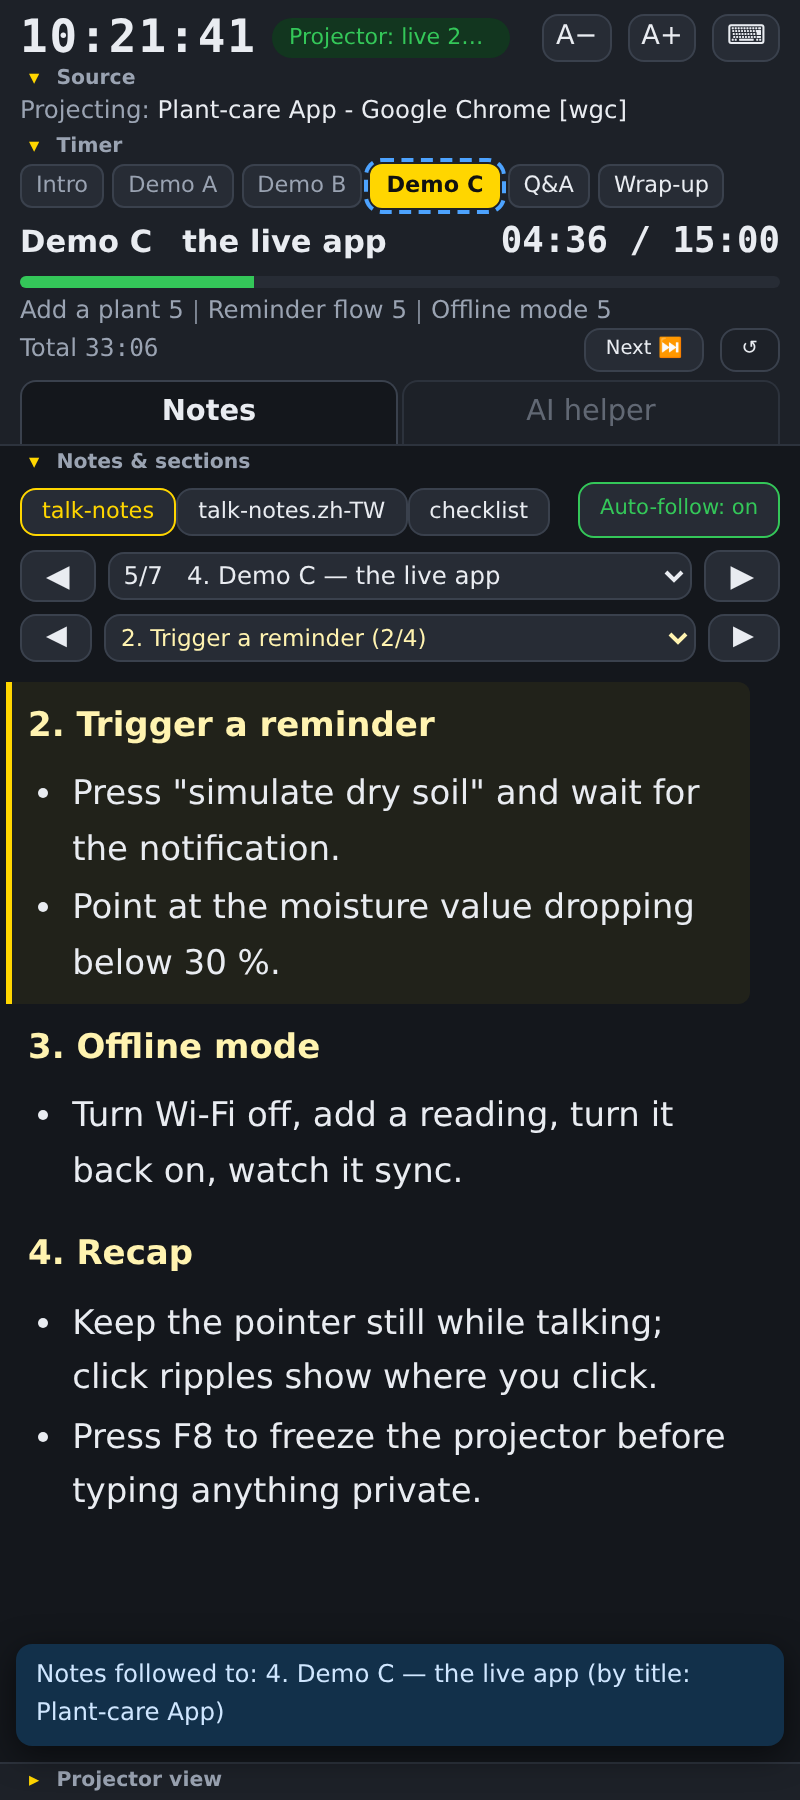 10:21:41
Projector: live 2…
A−
A+
⌨
▾ Source
Projecting: Plant-care App - Google Chrome [wgc]
▾ Timer
Intro
Demo A
Demo B
Demo C
Q&A
Wrap-up
Demo C the live app
04:36 / 15:00
Add a plant 5 | Reminder flow 5 | Offline mode 5
Total 33:06
Next ⏭
↺
Notes
AI helper
▾ Notes & sections
talk-notes
talk-notes.zh-TW
checklist
Auto-follow: on
◀
5/7 4. Demo C — the live app
▶
◀
2. Trigger a reminder (2/4)
▶
2. Trigger a reminder
• Press "simulate dry soil" and wait for
the notification.
• Point at the moisture value dropping
below 30 %.
3. Offline mode
• Turn Wi-Fi off, add a reading, turn it
back on, watch it sync.
4. Recap
• Keep the pointer still while talking;
click ripples show where you click.
• Press F8 to freeze the projector before
typing anything private.
Notes followed to: 4. Demo C — the live app (by title:
Plant-care App)
▸ Projector view